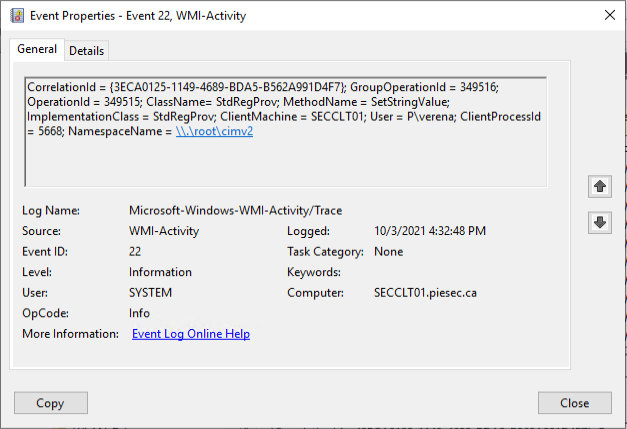 Event Properties - Event 22, WMI-Activity
General
Details
CorrelationId = {3ECA0125-1149-4689-BDA5-B562A991D4F7}; GroupOperationId = 349516;
OperationId = 349515; ClassName= StdRegProv; MethodName = SetStringValue;
ImplementationClass = StdRegProv; ClientMachine = SECCLT01; User = P\verena; ClientProcessId
= 5668; NamespaceName = \\.\root\cimv2
Log Name: Microsoft-Windows-WMI-Activity/Trace
Source: WMI-Activity Logged: 10/3/2021 4:32:48 PM
Event ID: 22 Task Category: None
Level: Information Keywords:
User: SYSTEM Computer: SECCLT01.piesec.ca
OpCode: Info
More Information: Event Log Online Help
Copy Close